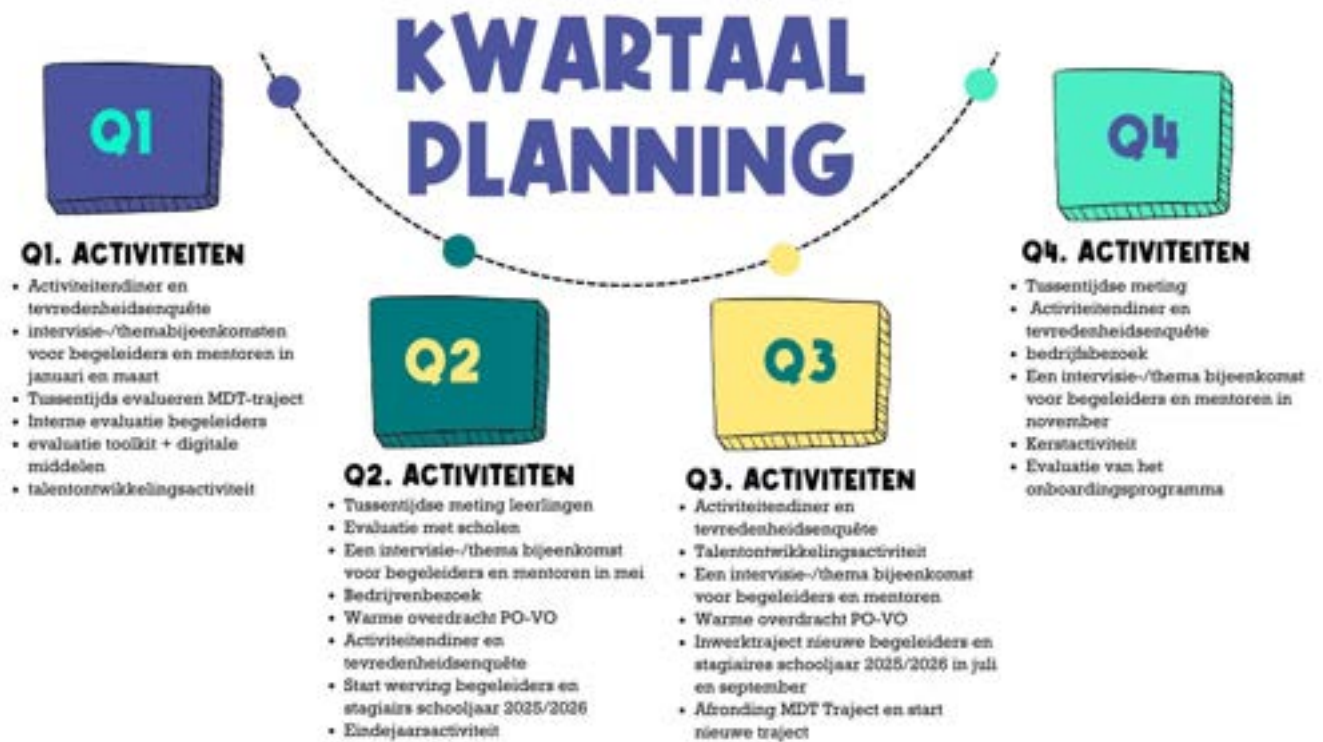 KWARTAAL
PLANNING
Q1
Q1. ACTIVITEITEN
• Activiteitendiner en
tevredenheidsenquête
• intervisie-/themabijeenkomsten
voor begeleiders en mentoren in
januari en maart
• Tussentijds evalueren MDT-traject
• Interne evaluatie begeleiders
• evaluatie toolkit + digitale
middelen
• talentontwikkelingsactiviteit
Q2
Q2. ACTIVITEITEN
• Tussentijdse meting leerlingen
• Evaluatie met scholen
• Een intervisie-/thema bijeenkomst
voor begeleiders en mentoren in mei
• Bedrijvenbezoek
• Warme overdracht PO-VO
• Activiteitendiner en
tevredenheidsenquête
• Start werving begeleiders en
stagiairs schooljaar 2025/2026
• Eindejaarsactiviteit
Q3
Q3. ACTIVITEITEN
• Activiteitendiner en
tevredenheidsenquête
• Talentontwikkelingsactiviteit
• Een intervisie-/thema bijeenkomst
voor begeleiders en mentoren
• Warme overdracht PO-VO
• Inwerktraject nieuwe begeleiders en
stagiaires schooljaar 2025/2026 in juli
en september
• Afronding MDT Traject en start
nieuwe traject
Q4
Q4. ACTIVITEITEN
• Tussentijdse meting
• Activiteitendiner en
tevredenheidsenquête
• bedrijfsbezoek
• Een intervisie-/thema bijeenkomst
voor begeleiders en mentoren in
november
• Kerstactiviteit
• Evaluatie van het
onboardingsprogramma